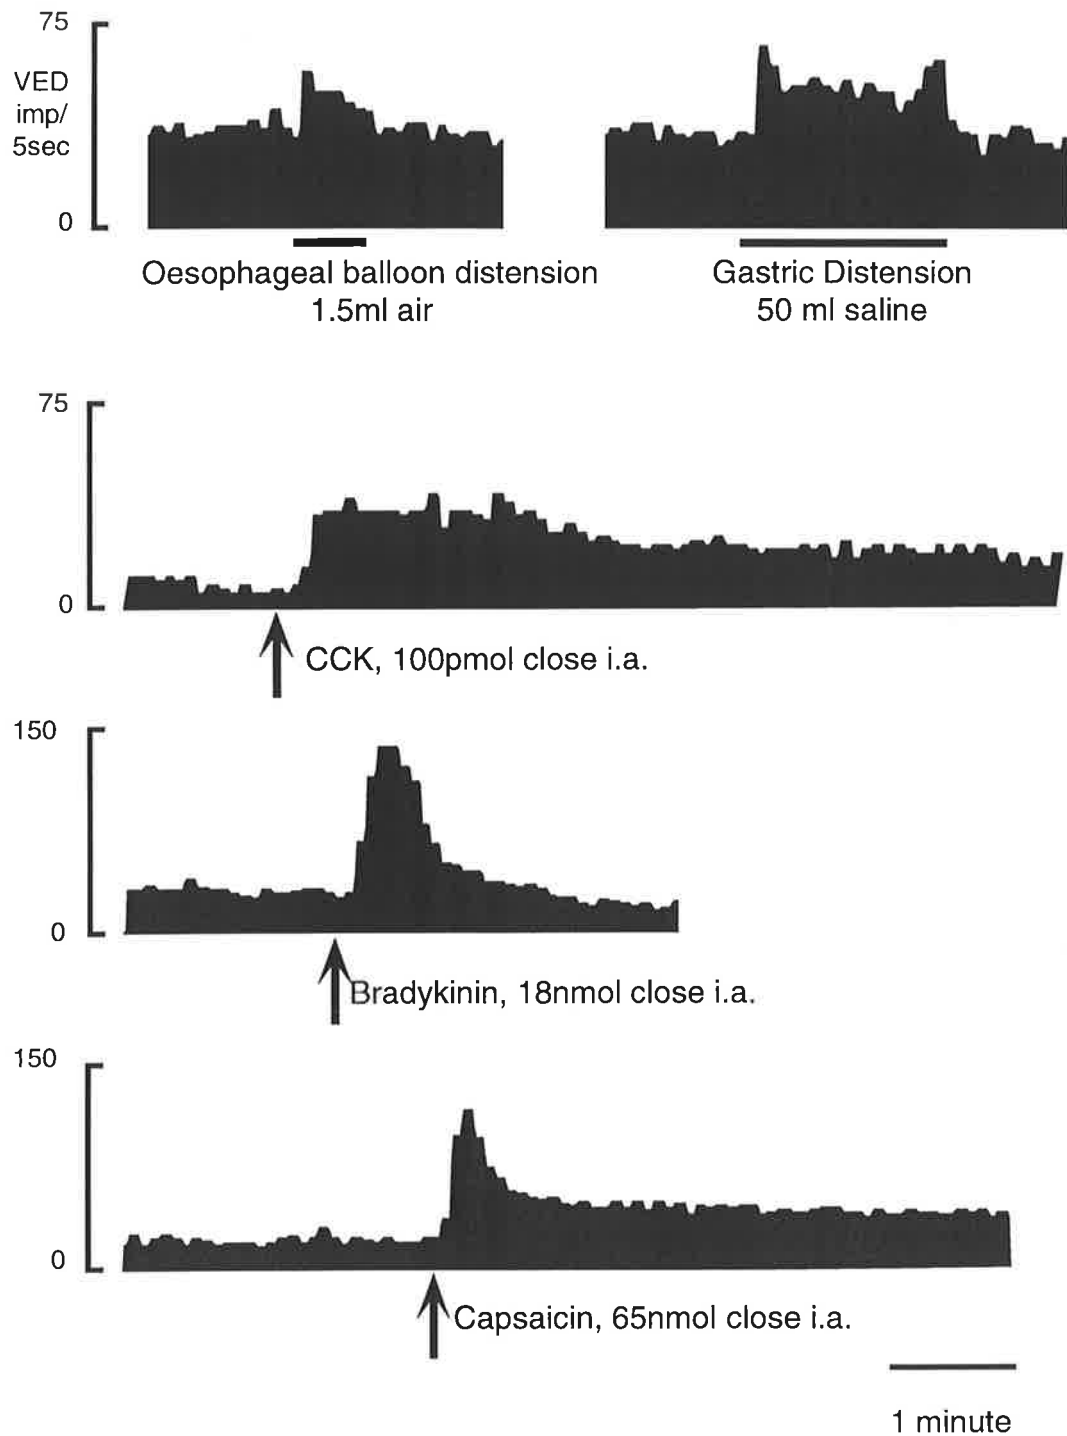 75
VED
imp/
5sec
0
Oesophageal balloon distension
1.5ml air
Gastric Distension
50 ml saline
75
0
CCK, 100pmol close i.a.
150
0
Bradykinin, 18nmol close i.a.
150
0
Capsaicin, 65nmol close i.a.
1 minute